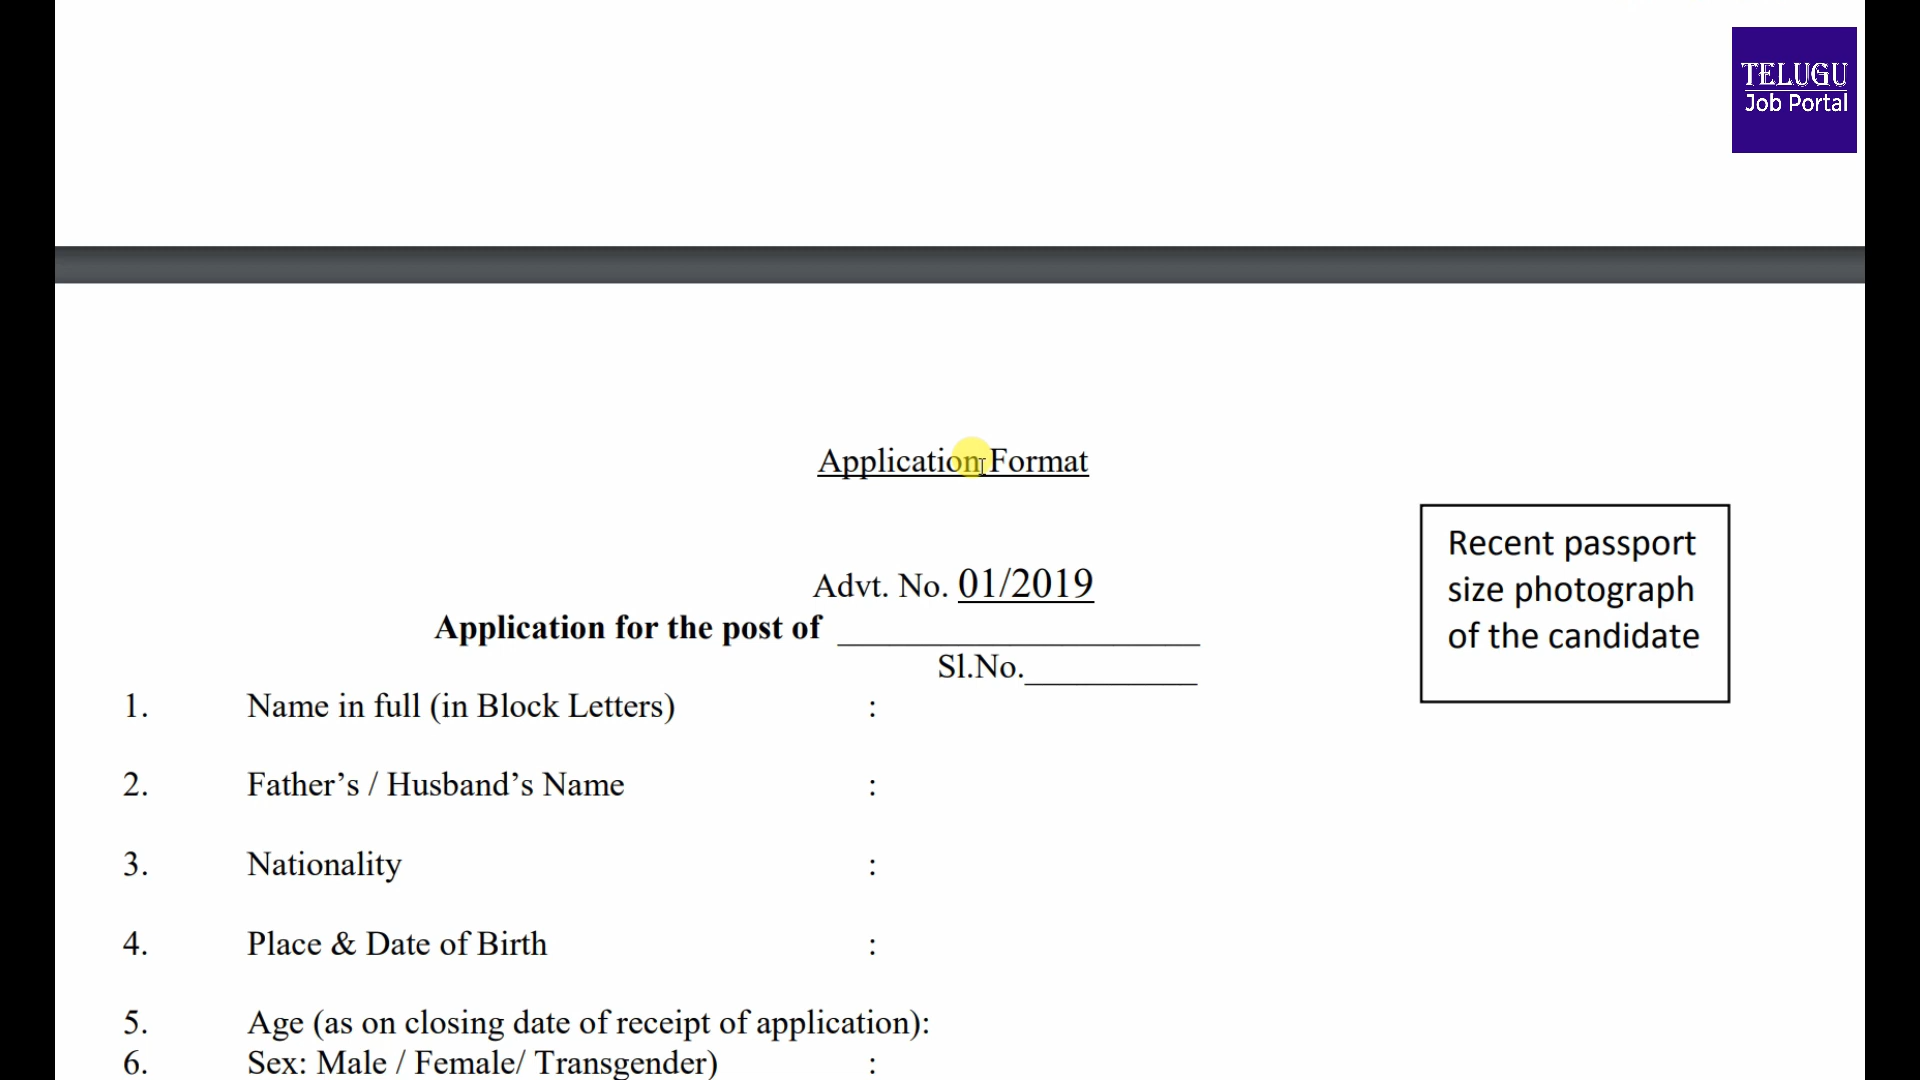 TELUGU
Job Portal
Application Format
Advt. No. 01/2019
Application for the post of ______________________
Sl.No.__________
Recent passport
size photograph
of the candidate
1. Name in full (in Block Letters) :
2. Father’s / Husband’s Name :
3. Nationality :
4. Place & Date of Birth :
5. Age (as on closing date of receipt of application):
6. Sex: Male / Female/ Transgender) :